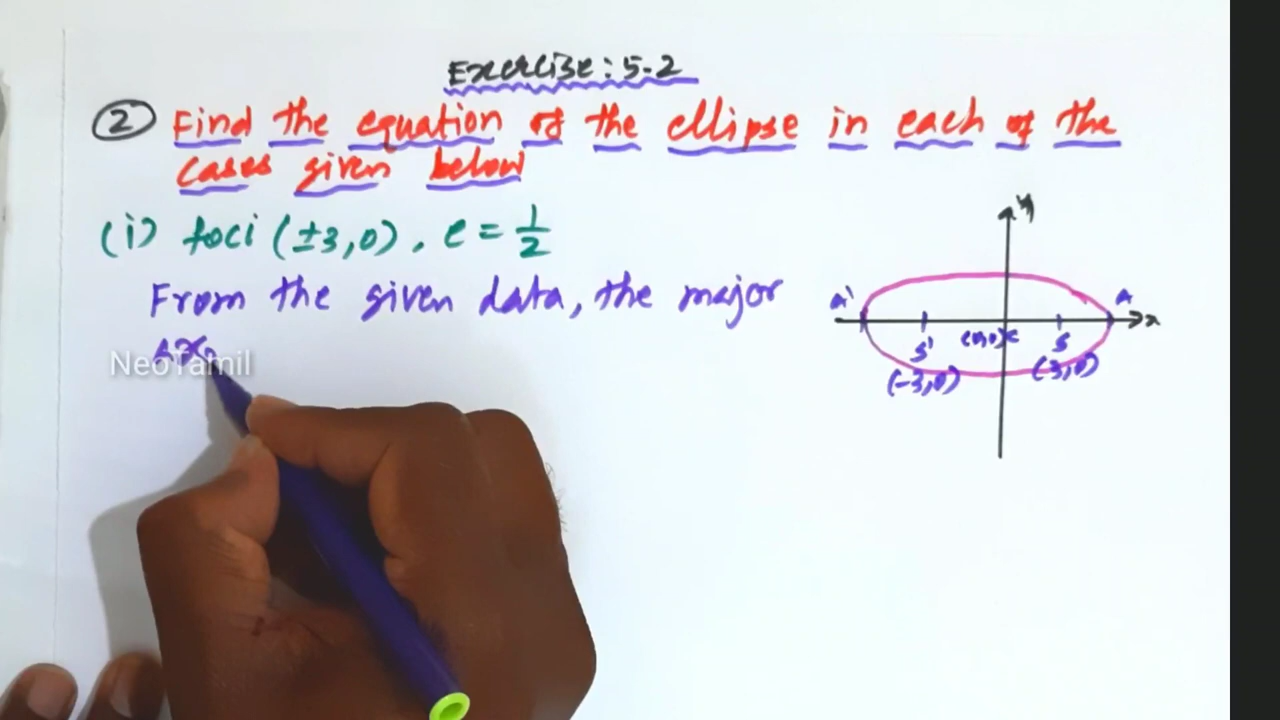 Exercise: 5.2
② Find the equation of the ellipse in each of the
cases given below
(i) foci (±3,0), e = 1/2
From the given data, the major
NeoTamil
y
A' A x
S' (0,0) c S
(-3,0) (3,0)